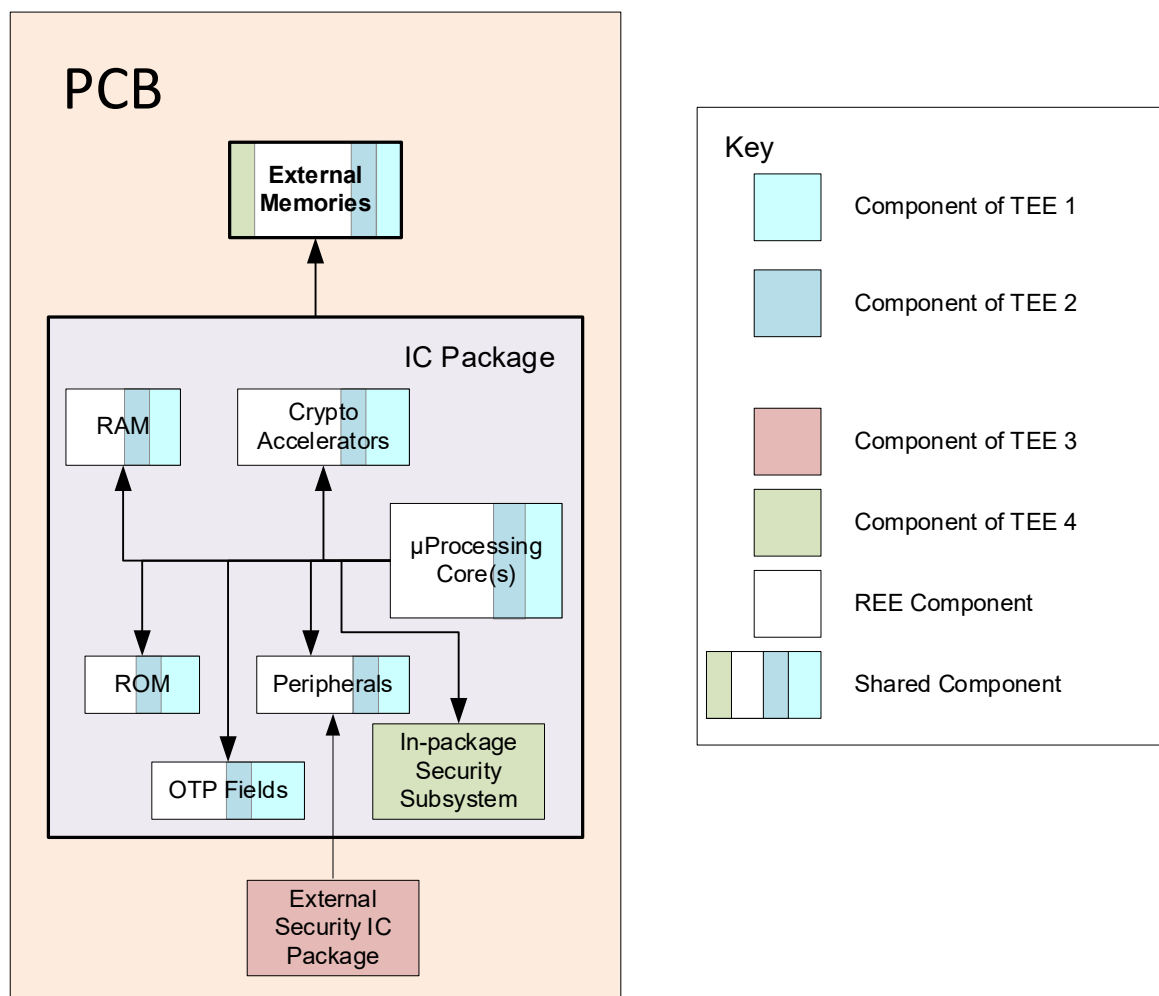 PCB
External
Memories
IC Package
RAM
Crypto
Accelerators
µProcessing
Core(s)
ROM
Peripherals
In-package
Security
Subsystem
OTP Fields
External
Security IC
Package
Key
Component of TEE 1
Component of TEE 2
Component of TEE 3
Component of TEE 4
REE Component
Shared Component